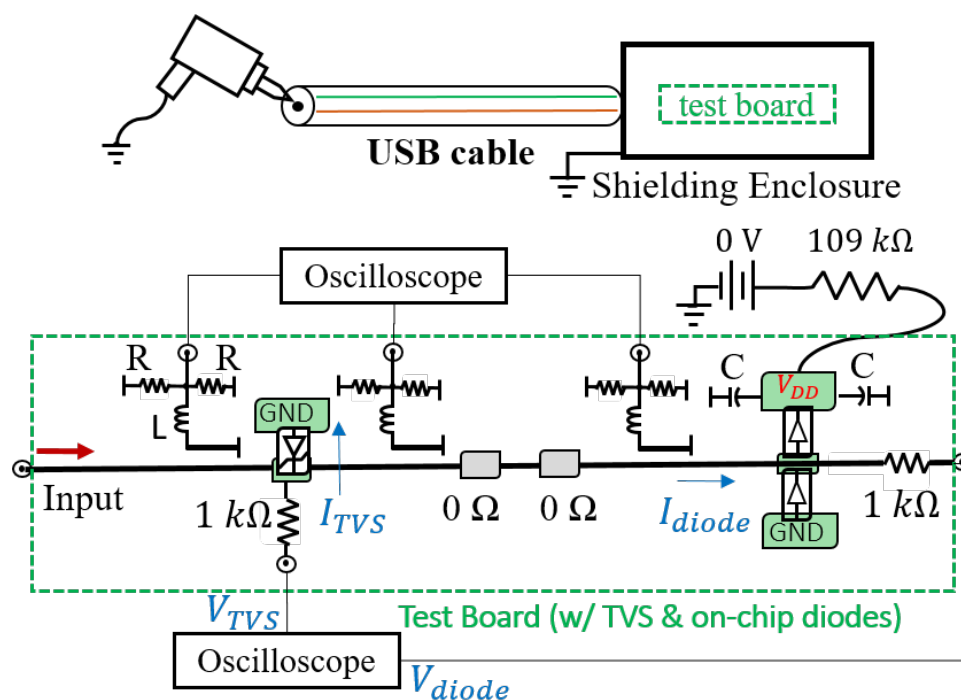 test board
USB cable
Shielding Enclosure
0 V
109 kΩ
Oscilloscope
R
R
C
C
V_DD
L
GND
Input
1 kΩ
I_TVS
0 Ω
0 Ω
I_diode
GND
1 kΩ
V_TVS
Test Board (w/ TVS & on-chip diodes)
Oscilloscope
V_diode